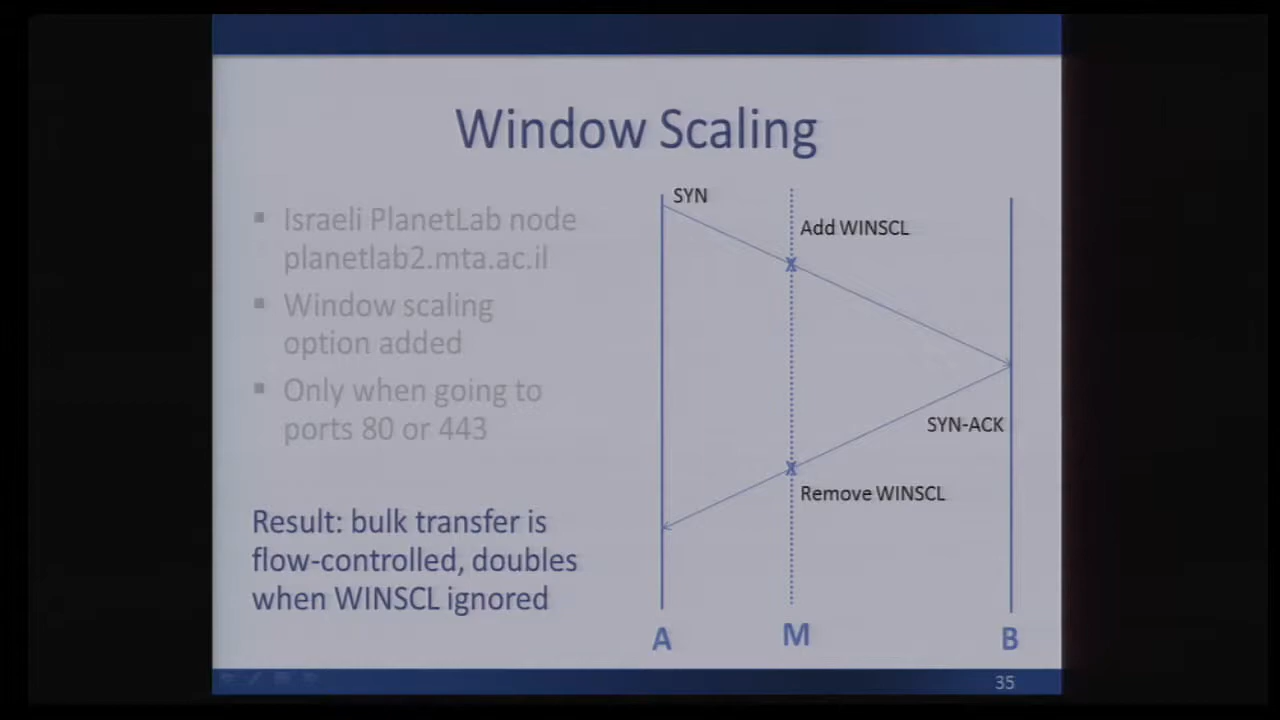 Window Scaling
Israeli PlanetLab node
planetlab2.mta.ac.il
Window scaling
option added
Only when going to
ports 80 or 443
Result: bulk transfer is
flow-controlled, doubles
when WINSCL ignored
SYN
Add WINSCL
SYN-ACK
Remove WINSCL
A
M
B
35